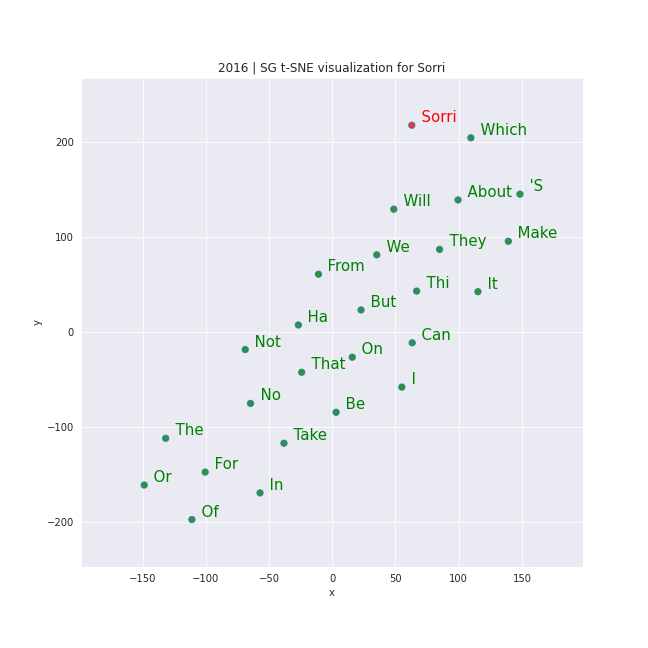 2016 | SG t-SNE visualization for Sorri
Sorri
Which
'S
About
Will
Make
They
We
From
Thi
It
But
Ha
Can
Not
On
That
I
No
Be
The
Take
For
Or
In
Of
200
100
0
−100
−200
y
−150
−100
−50
0
50
100
150
x